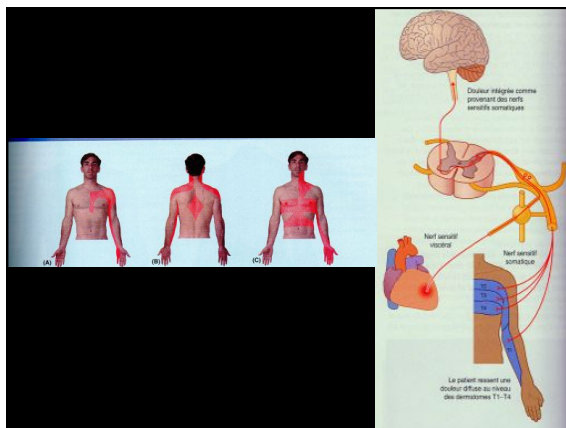 (A)
(B)
(C)
Douleur intégrée comme
provenant des nerfs
sensitifs somatiques
Nerf sensitif
viscéral
Nerf sensitif
somatique
T2
T3
T4
T1
Le patient ressent une
douleur diffuse au niveau
des dermatomes T1–T4